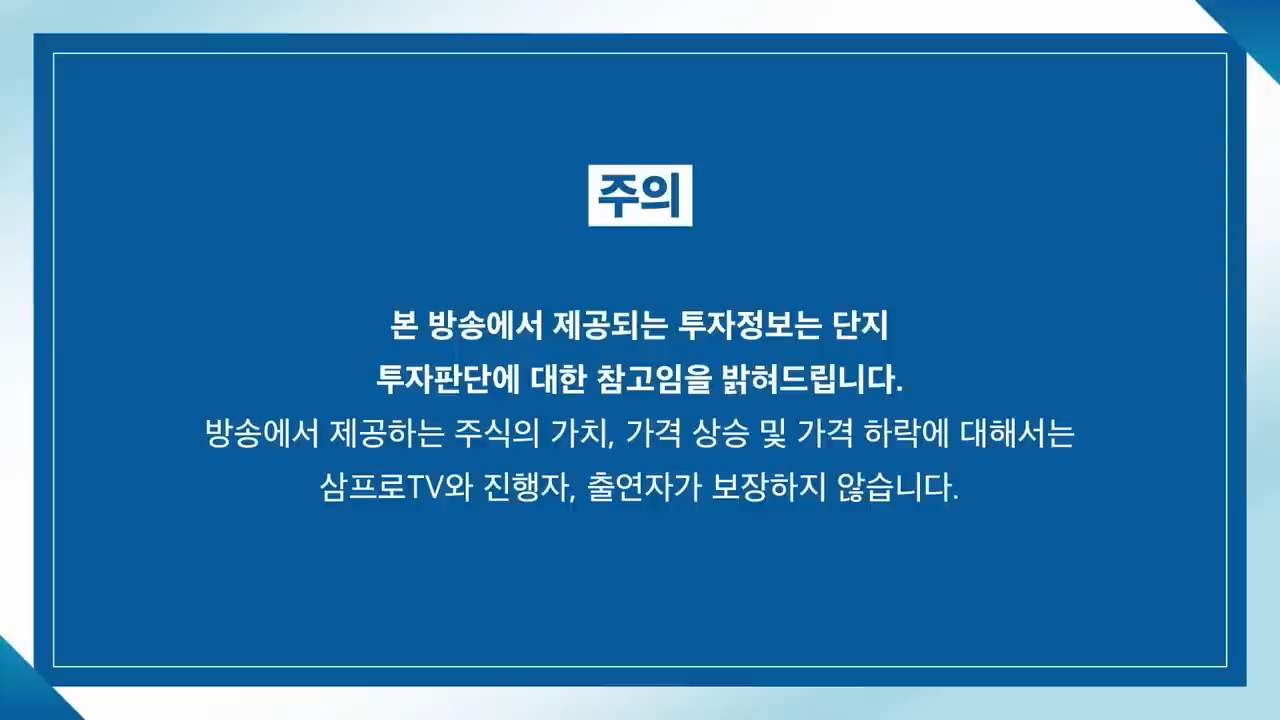 주의
본 방송에서 제공되는 투자정보는 단지
투자판단에 대한 참고임을 밝혀드립니다.
방송에서 제공하는 주식의 가치, 가격 상승 및 가격 하락에 대해서는
삼프로TV와 진행자, 출연자가 보장하지 않습니다.